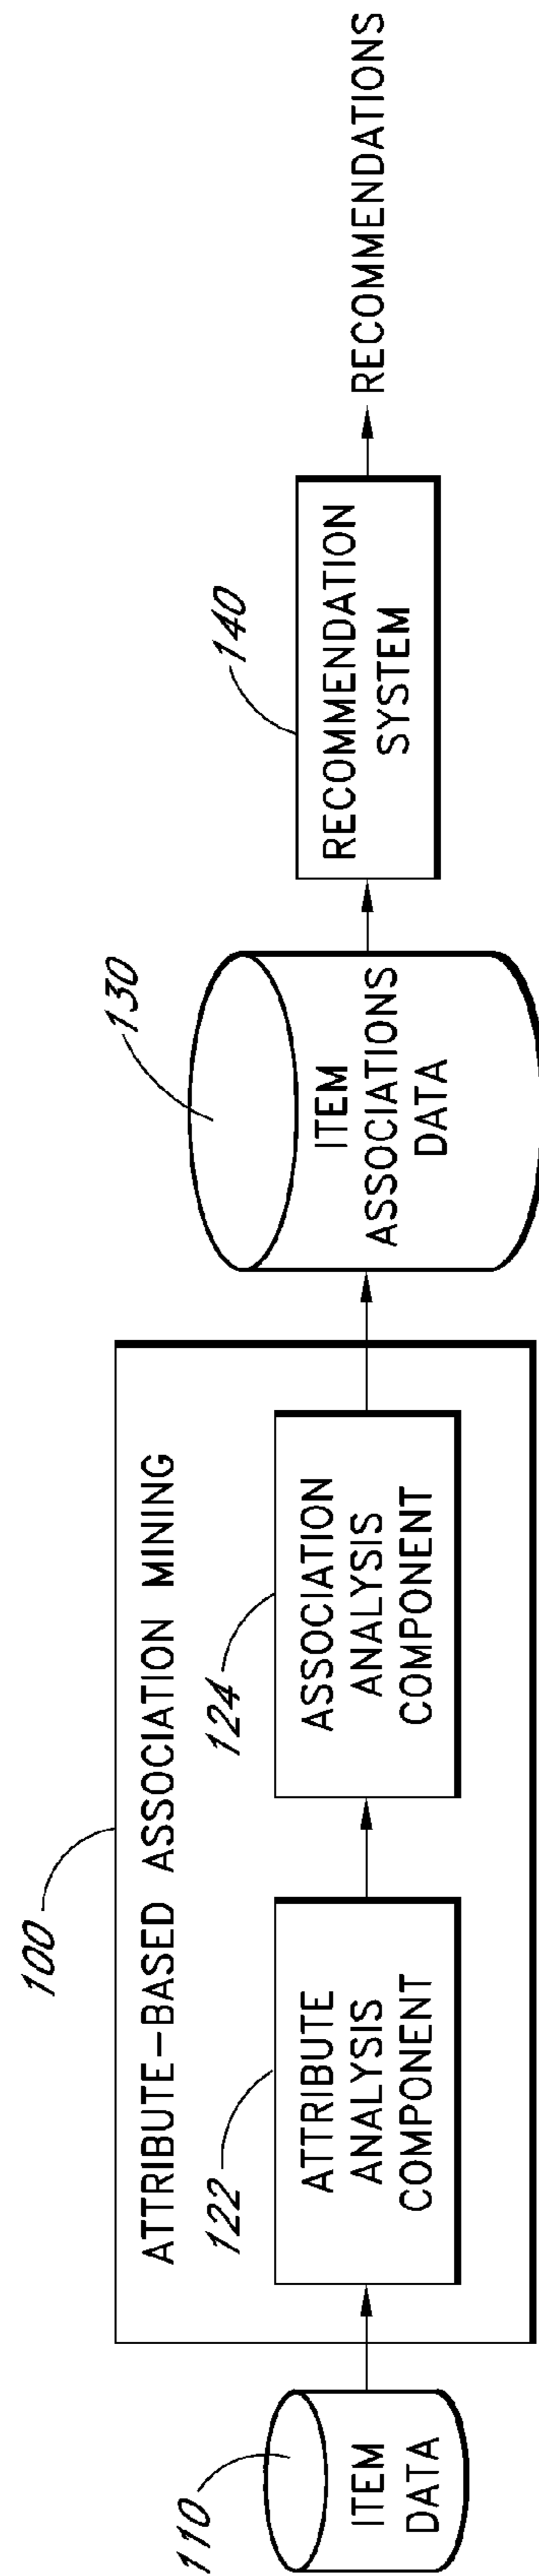 110
ITEM
DATA
100
ATTRIBUTE-BASED ASSOCIATION MINING
122
ATTRIBUTE
ANALYSIS
COMPONENT
124
ASSOCIATION
ANALYSIS
COMPONENT
130
ITEM
ASSOCIATIONS
DATA
140
RECOMMENDATION
SYSTEM
RECOMMENDATIONS